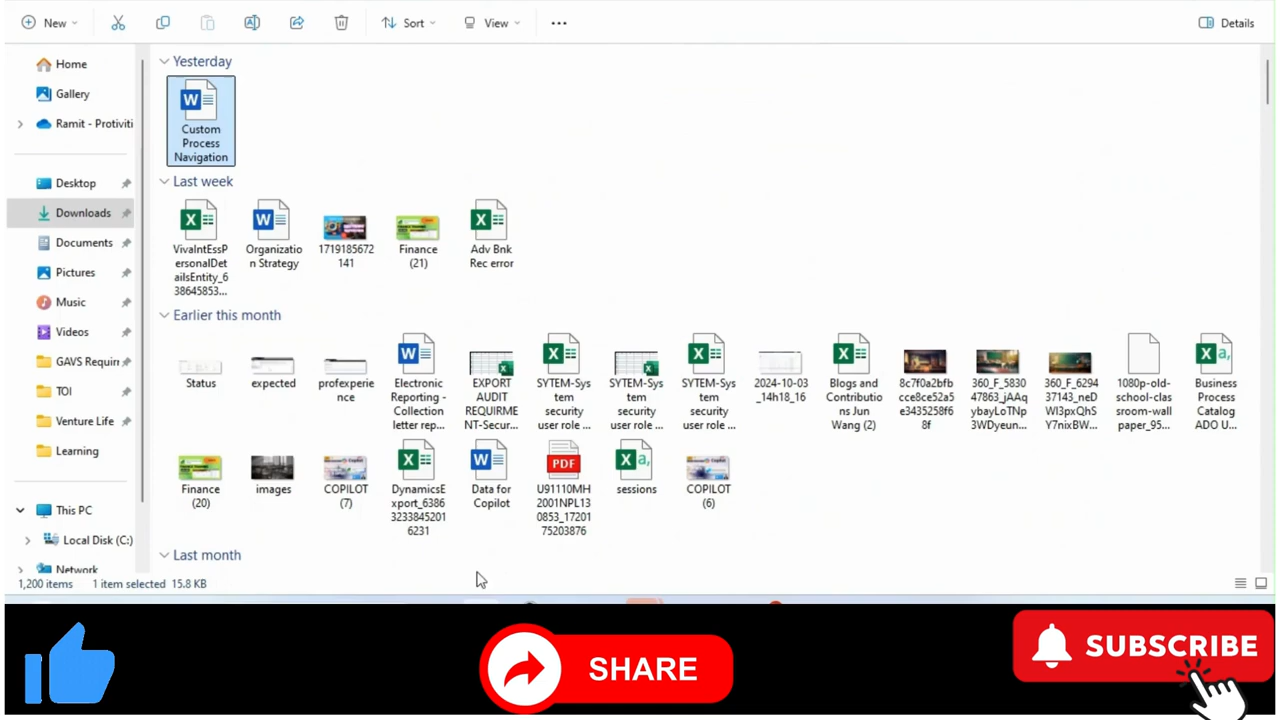 New
Sort
View
Details
Home
Gallery
Ramit - Protiviti
Desktop
Downloads
Documents
Pictures
Music
Videos
GAVS Requir
TOI
Venture Life
Learning
This PC
Local Disk (C:)
Network
Yesterday
Custom
Process
Navigation
Last week
VivaIntEssP
ersonalDet
ailsEntity_6
38645853...
Organizatio
n Strategy
1719185672
141
Finance
(21)
Adv Bnk
Rec error
Earlier this month
Status
expected
profexperie
nce
Electronic
Reporting -
Collection
letter rep...
EXPORT
AUDIT
REQUIRME
NT-Secur...
SYTEM-Sys
tem
security
user role ...
SYTEM-Sys
tem
security
user role ...
SYTEM-Sys
tem
security
user role ...
2024-10-03
_14h18_16
Blogs and
Contributio
ns Jun
Wang (2)
8c7f0a2bfb
cce8ce52a5
e3435258f6
8f
360_F_5830
47863_jAAq
ybayLoTNp
3WDyeun...
360_F_6294
37143_neD
WI3pxQhS
Y7nixBW...
1080p-old-
school-clas
sroom-wall
paper_95...
Business
Process
Catalog
ADO U...
Finance
(20)
images
COPILOT
(7)
DynamicsE
xport_6386
3233845201
6231
Data for
Copilot
PDF
U91110MH
2001NPL13
0853_17201
75203876
sessions
COPILOT
(6)
Last month
1,200 items
1 item selected 15.8 KB
SHARE
SUBSCRIBE